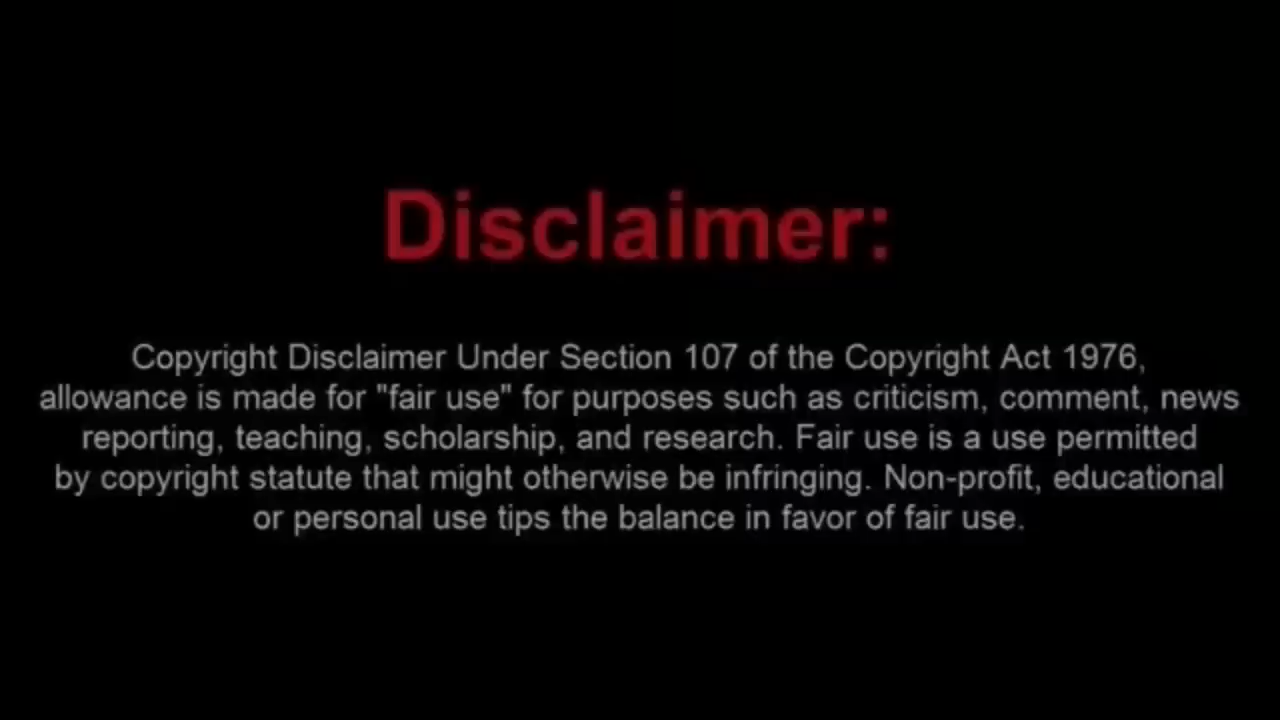 Disclaimer:
Copyright Disclaimer Under Section 107 of the Copyright Act 1976,
allowance is made for "fair use" for purposes such as criticism, comment, news
reporting, teaching, scholarship, and research. Fair use is a use permitted
by copyright statute that might otherwise be infringing. Non-profit, educational
or personal use tips the balance in favor of fair use.